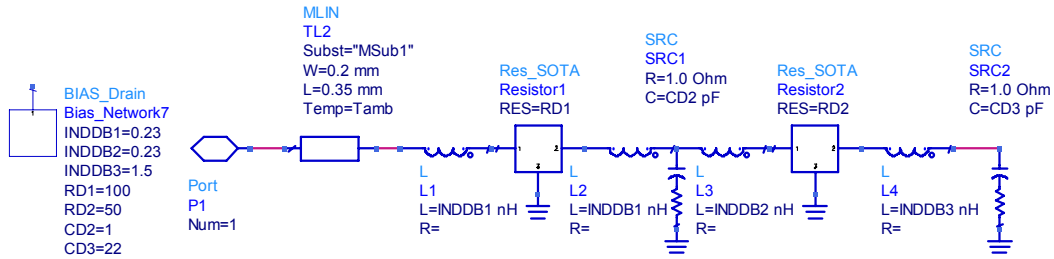 BIAS_Drain
Bias_Network7
INDDB1=0.23
INDDB2=0.23
INDDB3=1.5
RD1=100
RD2=50
CD2=1
CD3=22
Port
P1
Num=1
MLIN
TL2
Subst="MSub1"
W=0.2 mm
L=0.35 mm
Temp=Tamb
L
L1
L=INDDB1 nH
R=
Res_SOTA
Resistor1
RES=RD1
1
2
3
L
L2
L=INDDB1 nH
R=
SRC
SRC1
R=1.0 Ohm
C=CD2 pF
L
L3
L=INDDB2 nH
R=
Res_SOTA
Resistor2
RES=RD2
1
2
3
L
L4
L=INDDB3 nH
R=
SRC
SRC2
R=1.0 Ohm
C=CD3 pF